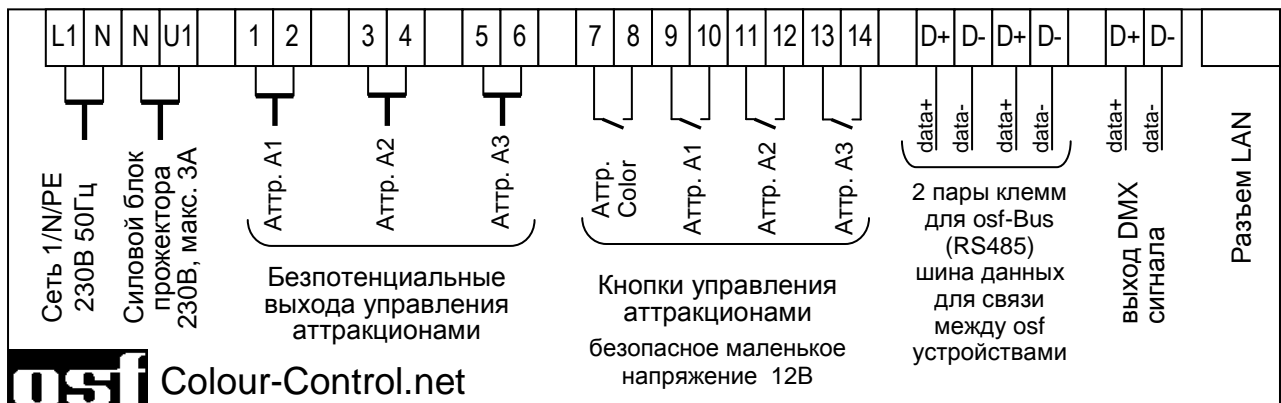 L1 N N U1 1 2 3 4 5 6 7 8 9 10 11 12 13 14 D+ D- D+ D- D+ D-
Сеть 1/N/PE
230В 50Гц
Силовой блок
прожектора
230В, макс. 3А
Аттр. А1
Аттр. А2
Аттр. А3
Безпотенциальные
выхода управления
аттракционами
Аттр.
Color
Аттр. А1
Аттр. А2
Аттр. А3
Кнопки управления
аттракционами
безопасное маленькое
напряжение 12В
data+
data-
data+
data-
2 пары клемм
для osf-Bus
(RS485)
шина данных
для связи
между osf
устройствами
data+
data-
выход DMX
сигнала
Разъем LAN
osf Colour-Control.net